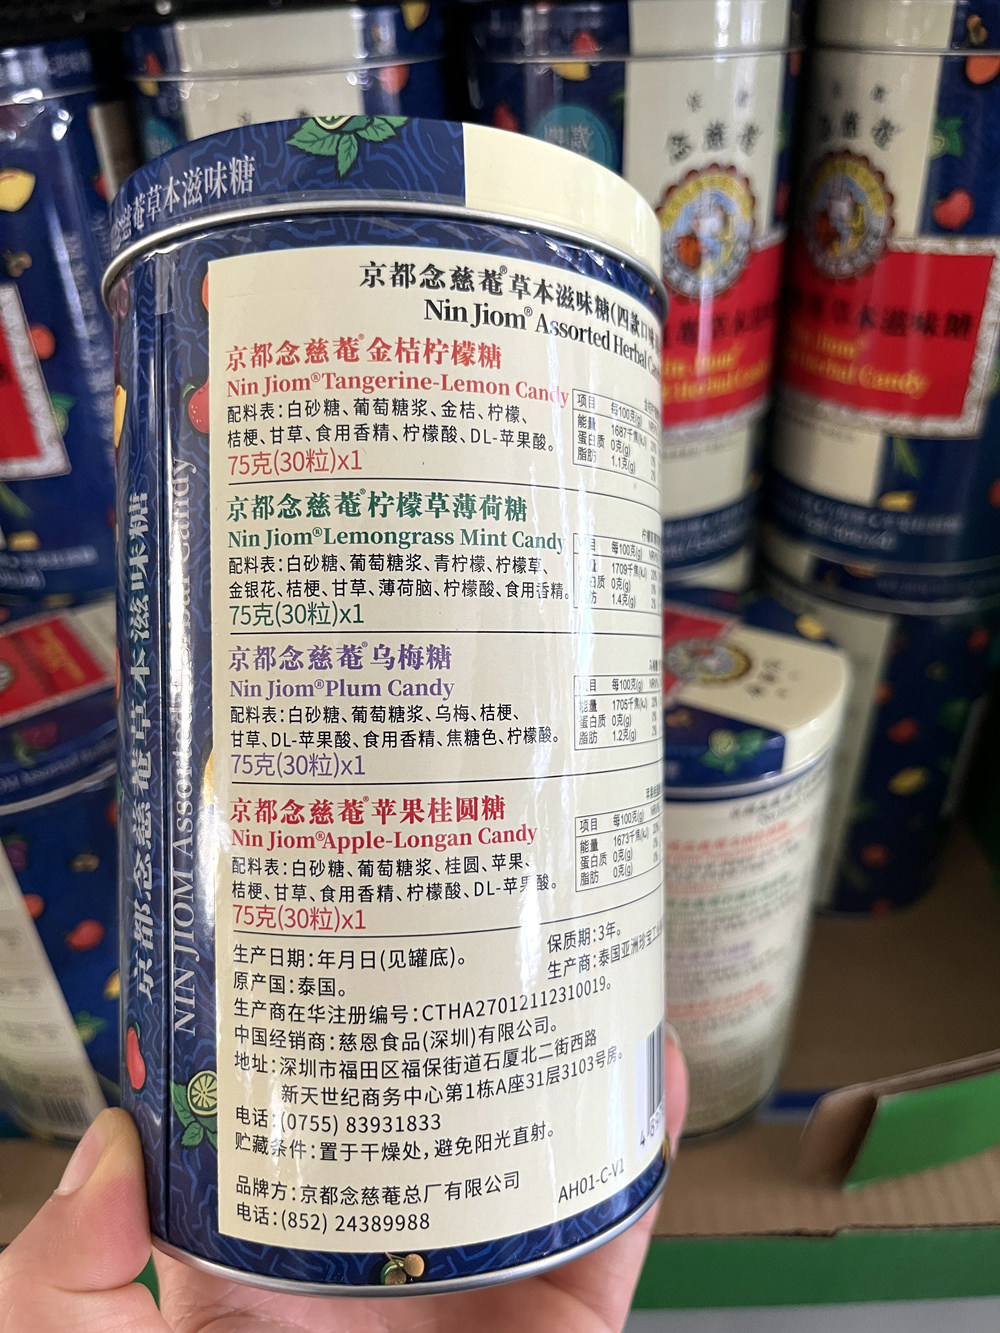 慈菴草本滋味糖
京都念慈菴®草本滋味糖(四款口味
Nin Jiom® Assorted Herbal
京都念慈菴®金桔柠檬糖
Nin Jiom®Tangerine-Lemon Candy
配料表:白砂糖、葡萄糖浆、金桔、柠檬、
桔梗、甘草、食用香精、柠檬酸、DL-苹果酸。
75克(30粒)x1
项目 每100克(g)
能量 1687千焦(kJ)
蛋白质 0克(g)
脂肪 1.1克(g)
京都念慈菴®柠檬草薄荷糖
Nin Jiom®Lemongrass Mint Candy
配料表:白砂糖、葡萄糖浆、青柠檬、柠檬草、
金银花、桔梗、甘草、薄荷脑、柠檬酸、食用香精。
75克(30粒)x1
目 每100克(g)
量 1709千焦(kJ)
白质 0克(g)
肪 1.4克(g)
京都念慈菴®乌梅糖
Nin Jiom®Plum Candy
配料表:白砂糖、葡萄糖浆、乌梅、桔梗、
甘草、DL-苹果酸、食用香精、焦糖色、柠檬酸。
75克(30粒)x1
项目 每100克(g)
能量 1705千焦(kJ)
蛋白质 0克(g)
脂肪 1.2克(g)
京都念慈菴®苹果桂圆糖
Nin Jiom®Apple-Longan Candy
配料表:白砂糖、葡萄糖浆、桂圆、苹果、
桔梗、甘草、食用香精、柠檬酸、DL-苹果酸。
75克(30粒)x1
项目 每100克(g)
能量 1673千焦(kJ)
蛋白质 0克(g)
脂肪 0克(g)
生产日期:年月日(见罐底)。 保质期:3年。
原产国:泰国。 生产商:泰国亚洲珍宝工业
生产商在华注册编号:CTHA27012112310019。
中国经销商:慈恩食品(深圳)有限公司。
地址:深圳市福田区福保街道石厦北二街西路
新天世纪商务中心第1栋A座31层3103号房。
电话:(0755) 83931833
贮藏条件:置于干燥处,避免阳光直射。
品牌方:京都念慈菴总厂有限公司 AH01-C-V1
电话:(852) 24389988
京都念慈菴草本滋味糖
NIN JIOM Assorted Herbal Candy